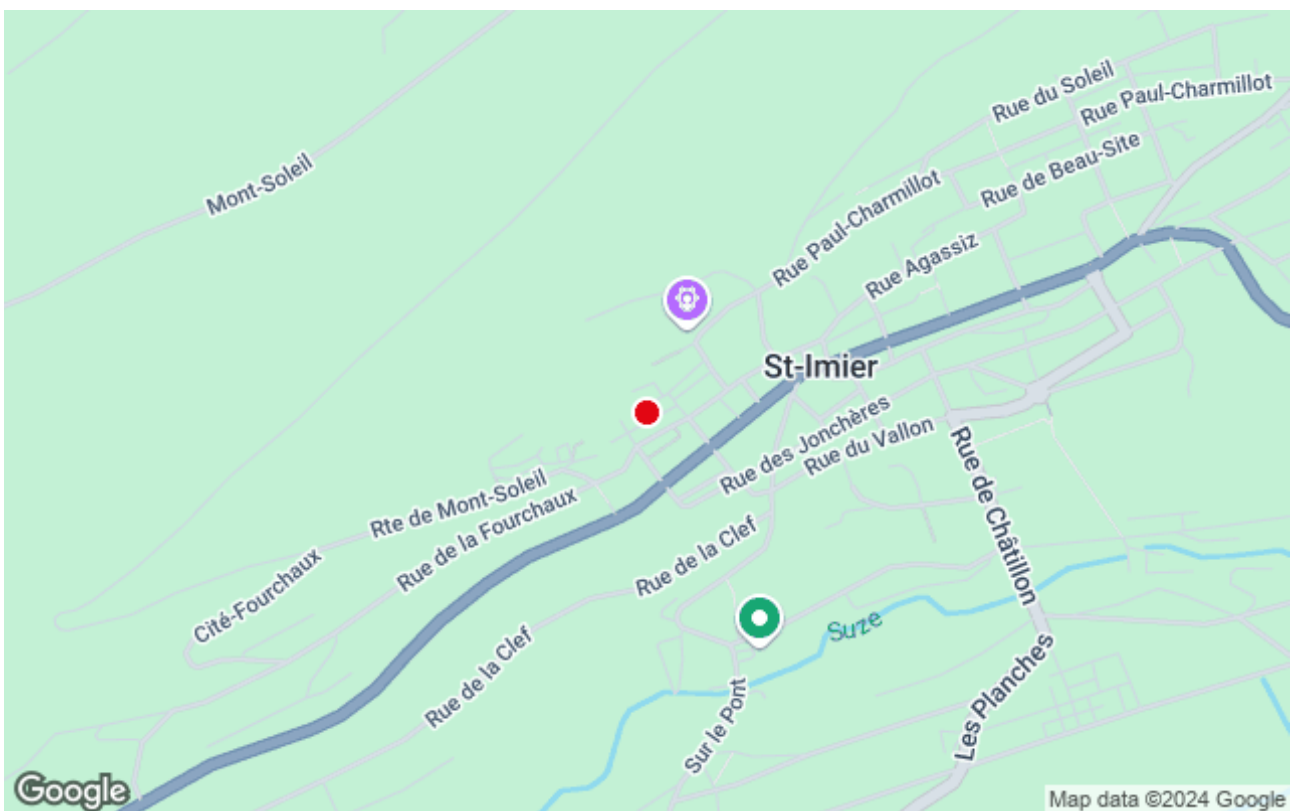 Rue du Soleil
Rue Paul-Charmillot
Mont-Soleil
Rue de Beau-Site
Rue Paul-Charmillot
Rue Agassiz
St-Imier
Rue des Jonchères
Rue du Vallon
Rte de Mont-Soleil
Rue de la Fourchaux
Rue de Châtillon
Cité-Fourchaux
Rue de la Clef
Suze
Rue de la Clef
Les Planches
Sur le Pont
Google
Map data ©2024 Google